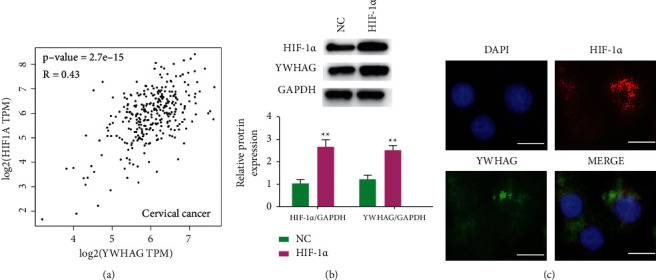 p-value = 2.7e-15
R = 0.43
log2(HIF1A TPM)
8
7
6
5
4
3
2
Cervical cancer
4
5
6
7
log2(YWHAG TPM)
(a)
NC
HIF-1α
HIF-1α
YWHAG
GAPDH
Relative protrin
expression
4
3
2
1
0
**
**
HIF-1α/GAPDH
YWHAG/GAPDH
NC
HIF-1α
(b)
DAPI
HIF-1α
YWHAG
MERGE
(c)